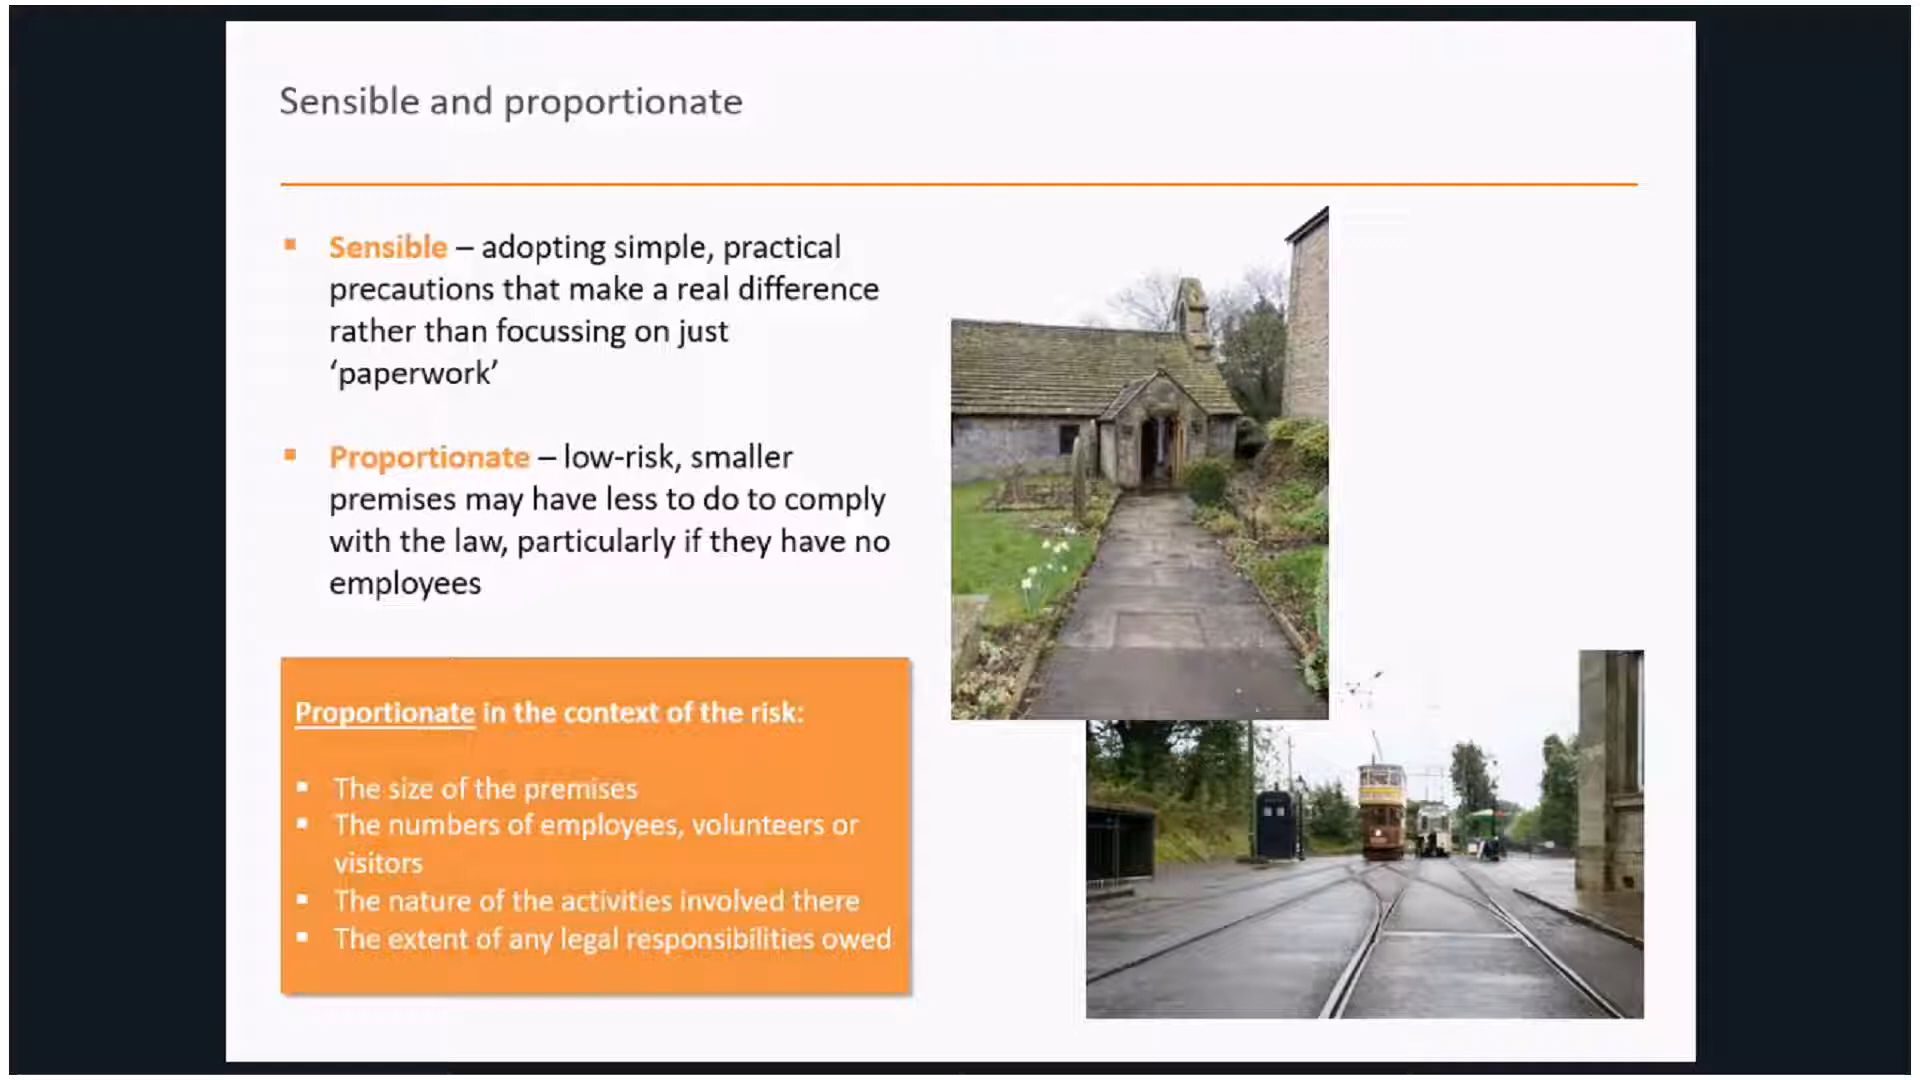 Sensible and proportionate
▪ Sensible – adopting simple, practical
precautions that make a real difference
rather than focussing on just
‘paperwork’
▪ Proportionate – low-risk, smaller
premises may have less to do to comply
with the law, particularly if they have no
employees
Proportionate in the context of the risk:
▪ The size of the premises
▪ The numbers of employees, volunteers or
visitors
▪ The nature of the activities involved there
▪ The extent of any legal responsibilities owed